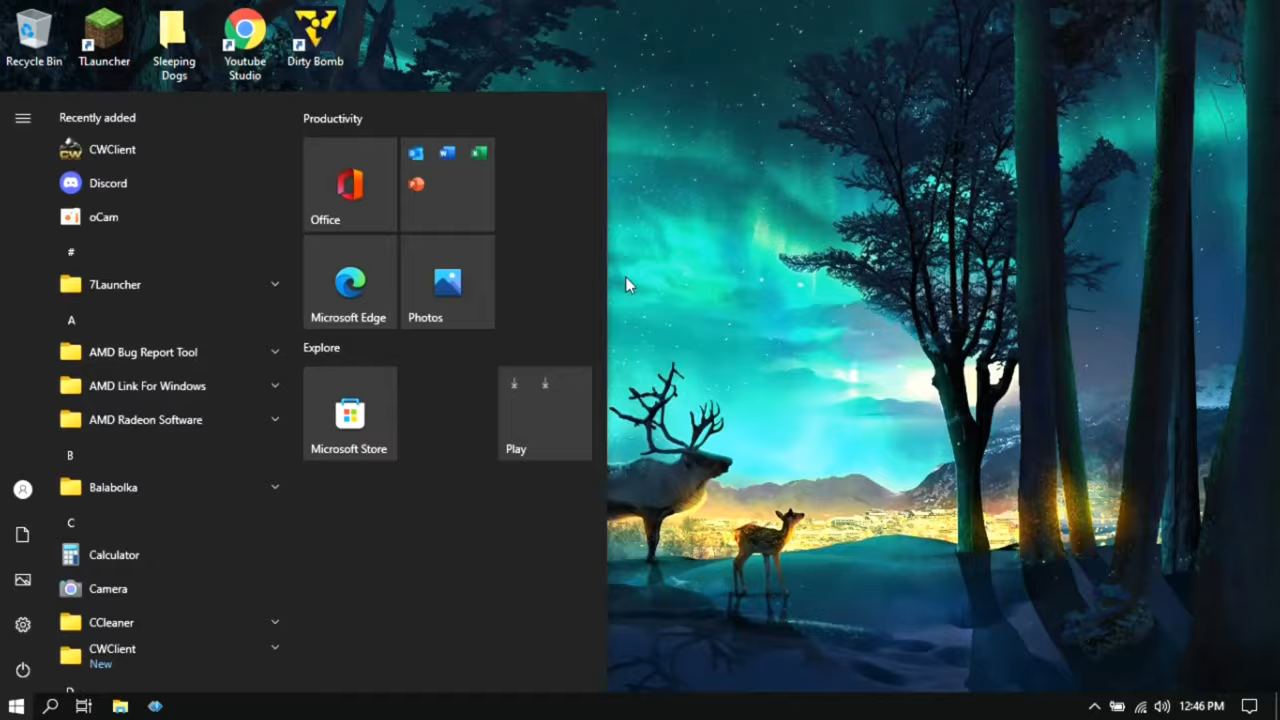 Recycle Bin
TLauncher
Sleeping
Dogs
Youtube
Studio
Dirty Bomb
Recently added
CWClient
Discord
oCam
#
7Launcher
A
AMD Bug Report Tool
AMD Link For Windows
AMD Radeon Software
B
Balabolka
C
Calculator
Camera
CCleaner
CWClient
New
Productivity
Office
Microsoft Edge
Photos
Explore
Microsoft Store
Play
12:46 PM